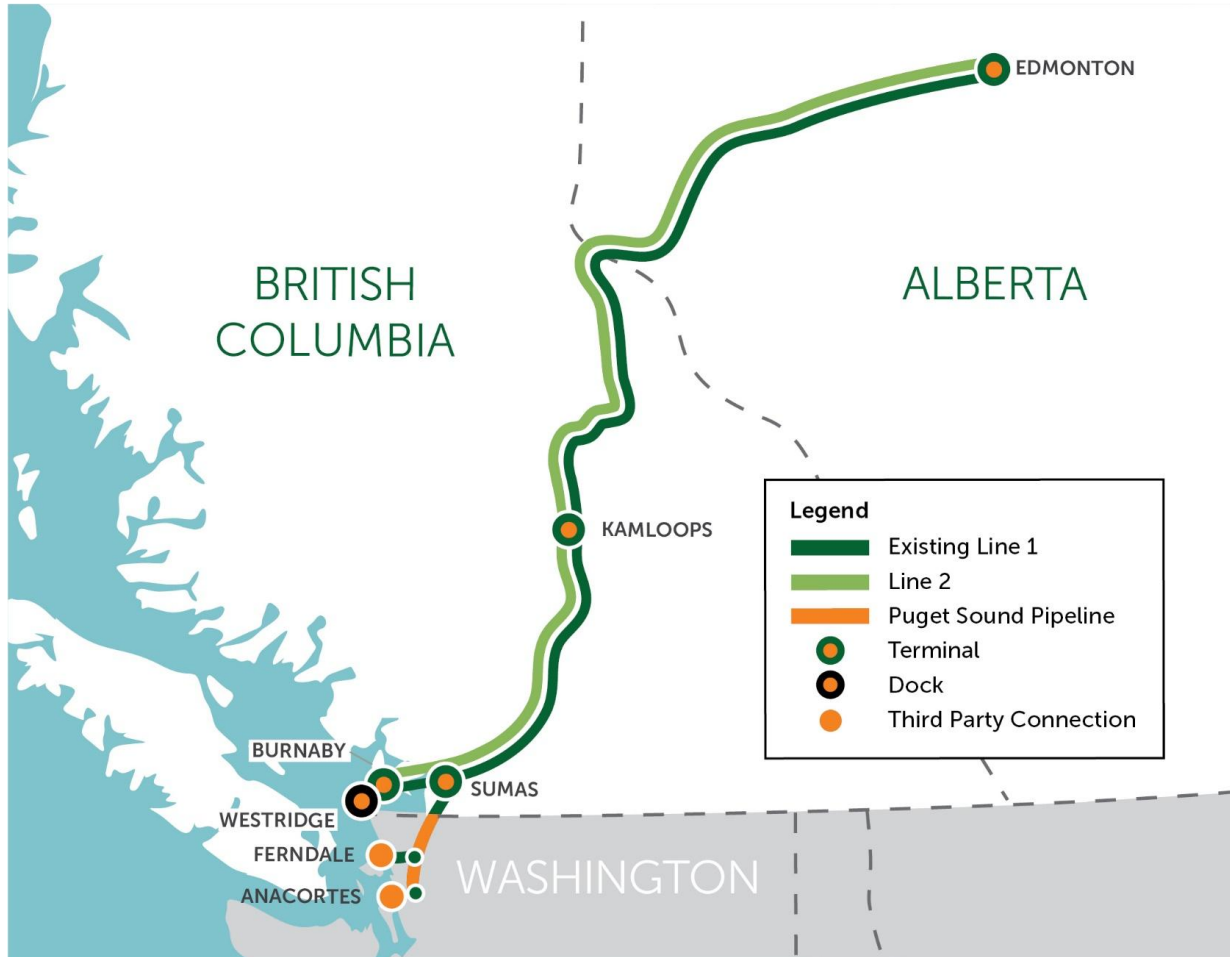 EDMONTON
BRITISH
COLUMBIA
ALBERTA
KAMLOOPS
Legend
Existing Line 1
Line 2
Puget Sound Pipeline
Terminal
Dock
Third Party Connection
BURNABY
SUMAS
WESTRIDGE
FERNDALE
WASHINGTON
ANACORTES